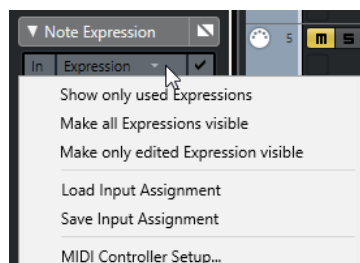 Note Expression
5 m s
In Expression
Show only used Expressions
Make all Expressions visible
Make only edited Expression visible
Load Input Assignment
Save Input Assignment
MIDI Controller Setup...